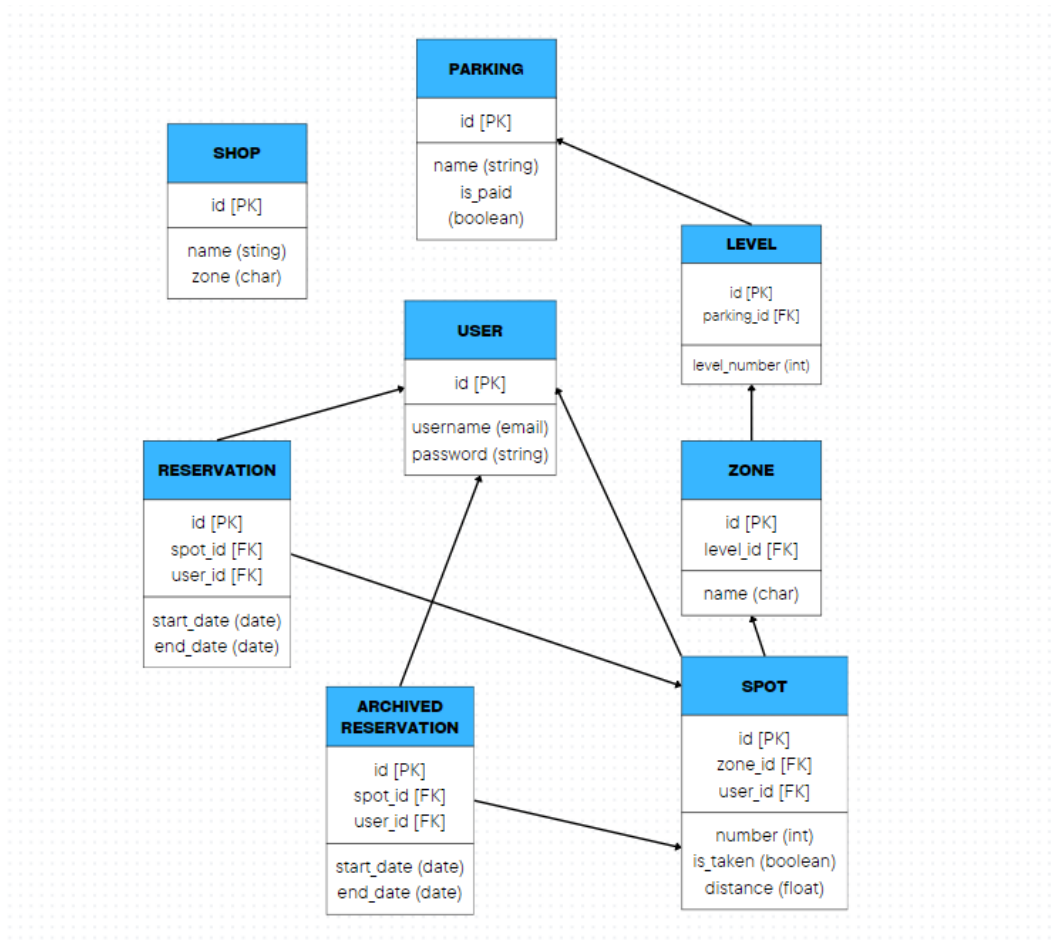 PARKING
id [PK]
name (string)
is_paid
(boolean)
SHOP
id [PK]
name (sting)
zone (char)
LEVEL
id [PK]
parking_id [FK]
level_number (int)
USER
id [PK]
username (email)
password (string)
RESERVATION
id [PK]
spot_id [FK]
user_id [FK]
start_date (date)
end_date (date)
ZONE
id [PK]
level_id [FK]
name (char)
ARCHIVED
RESERVATION
id [PK]
spot_id [FK]
user_id [FK]
start_date (date)
end_date (date)
SPOT
id [PK]
zone_id [FK]
user_id [FK]
number (int)
is_taken (boolean)
distance (float)